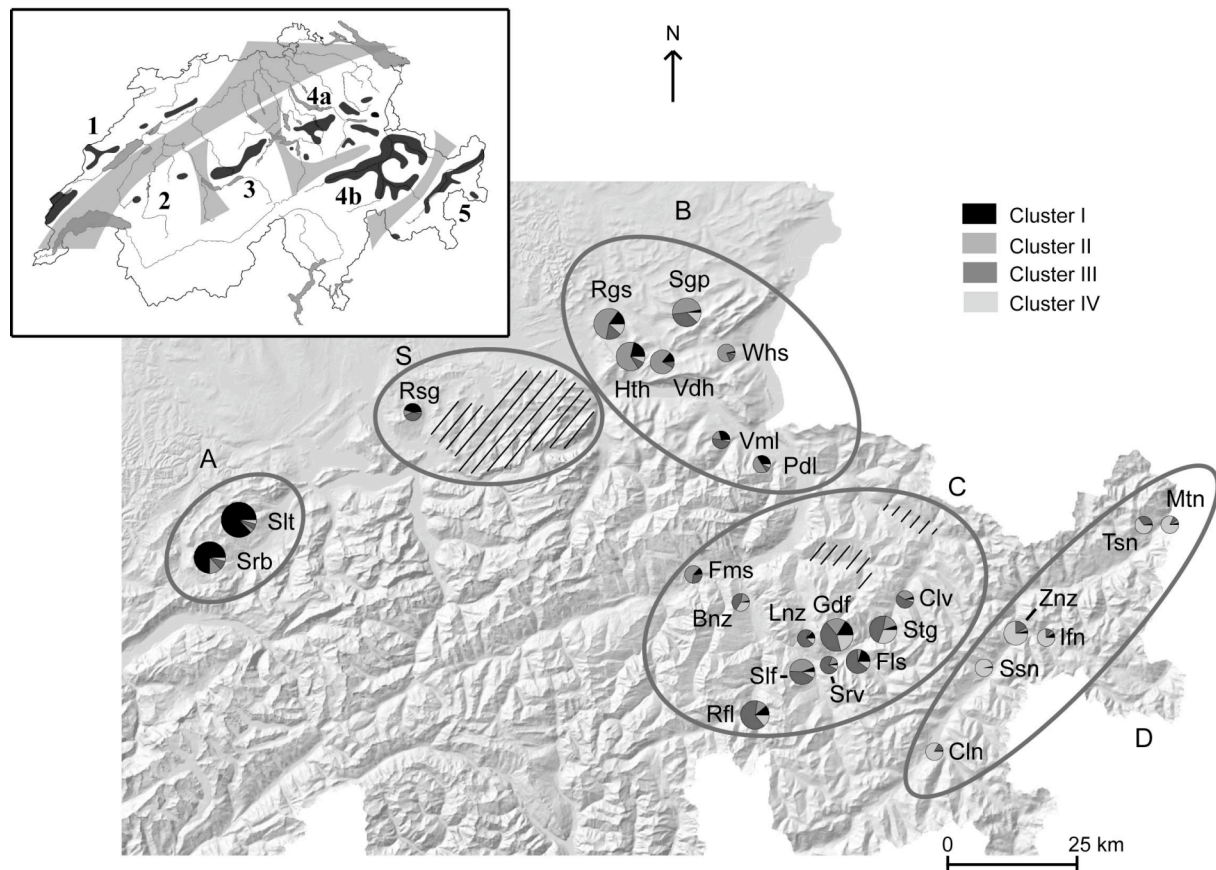 1
2
3
4a
4b
5
N
Cluster I
Cluster II
Cluster III
Cluster IV
B
Rgs
Sgp
Whs
Hth
Vdh
Vml
Pdl
S
Rsg
A
Slt
Srb
C
Fms
Bnz
Lnz
Gdf
Clv
Stg
Fls
Slf
Srv
Rfl
Mtn
Tsn
Znz
Ifn
Ssn
Cln
D
0 25 km